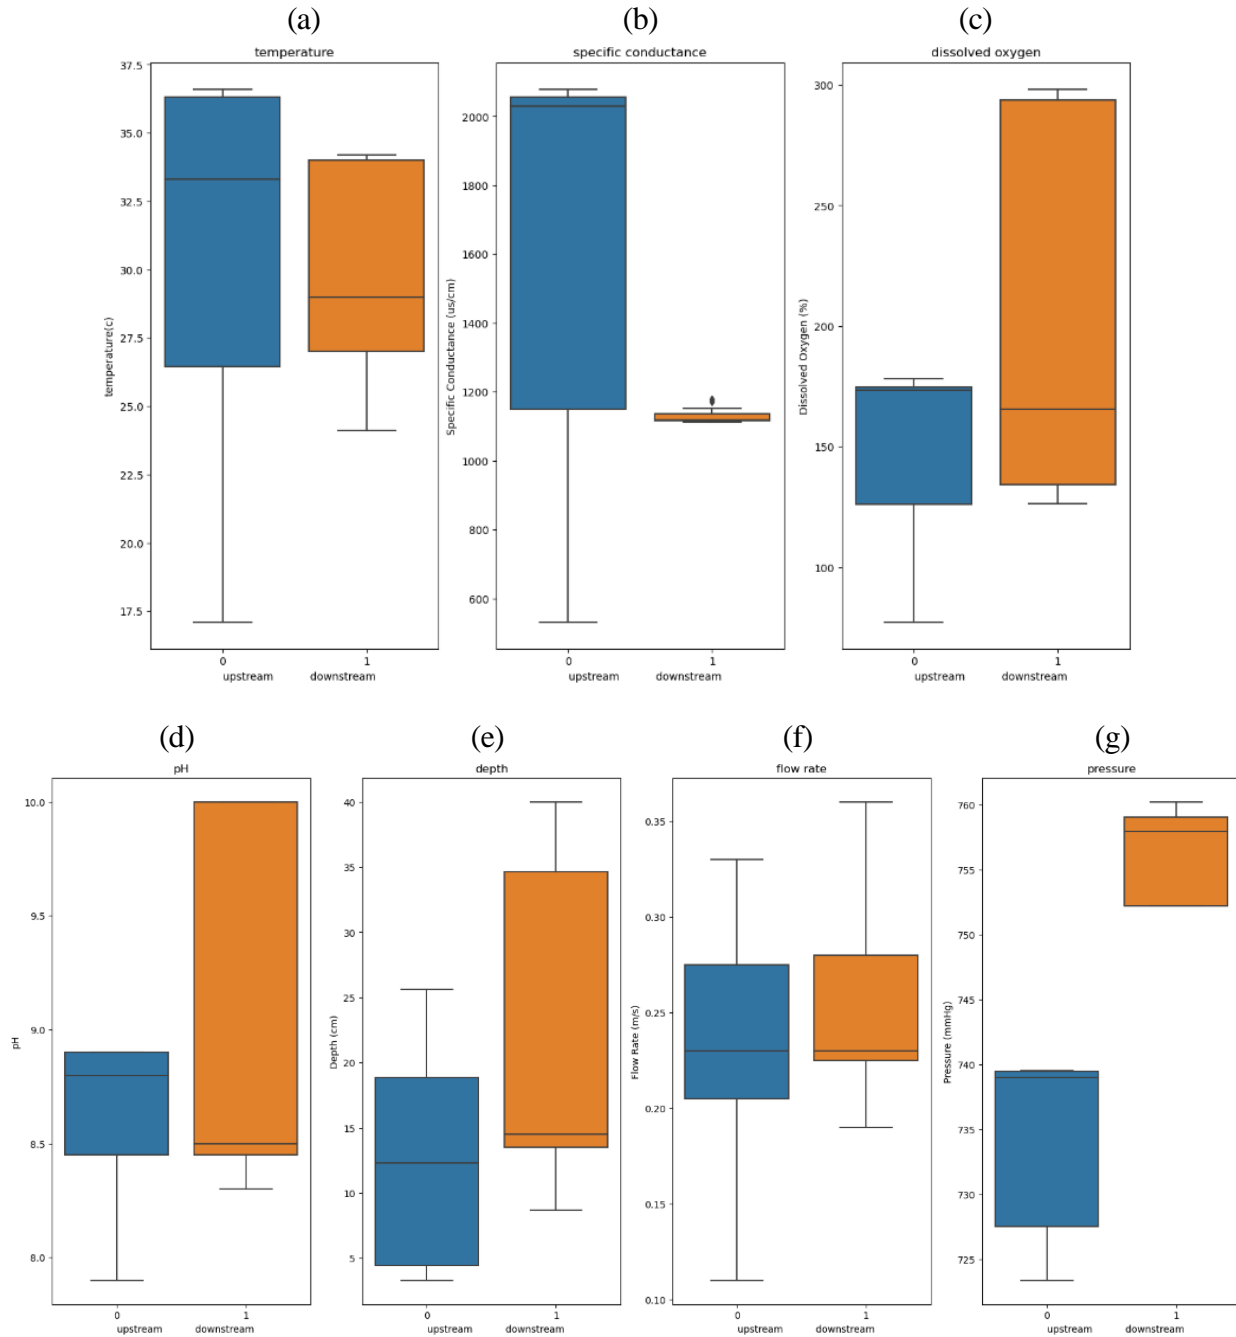 (a) (b) (c)
temperature
specific conductance
dissolved oxygen
temperature(c)
37.5
35.0
32.5
30.0
27.5
25.0
22.5
20.0
17.5
0 1
upstream downstream
Specific Conductance (us/cm)
2000
1800
1600
1400
1200
1000
800
600
0 1
upstream downstream
Dissolved Oxygen (%)
300
250
200
150
100
0 1
upstream downstream
(d) (e) (f) (g)
pH
depth
flow rate
pressure
pH
10.0
9.5
9.0
8.5
8.0
0 1
upstream downstream
Depth (cm)
40
35
30
25
20
15
10
5
0 1
upstream downstream
Flow Rate (m/s)
0.35
0.30
0.25
0.20
0.15
0.10
0 1
upstream downstream
Pressure (mmHg)
760
755
750
745
740
735
730
725
0 1
upstream downstream